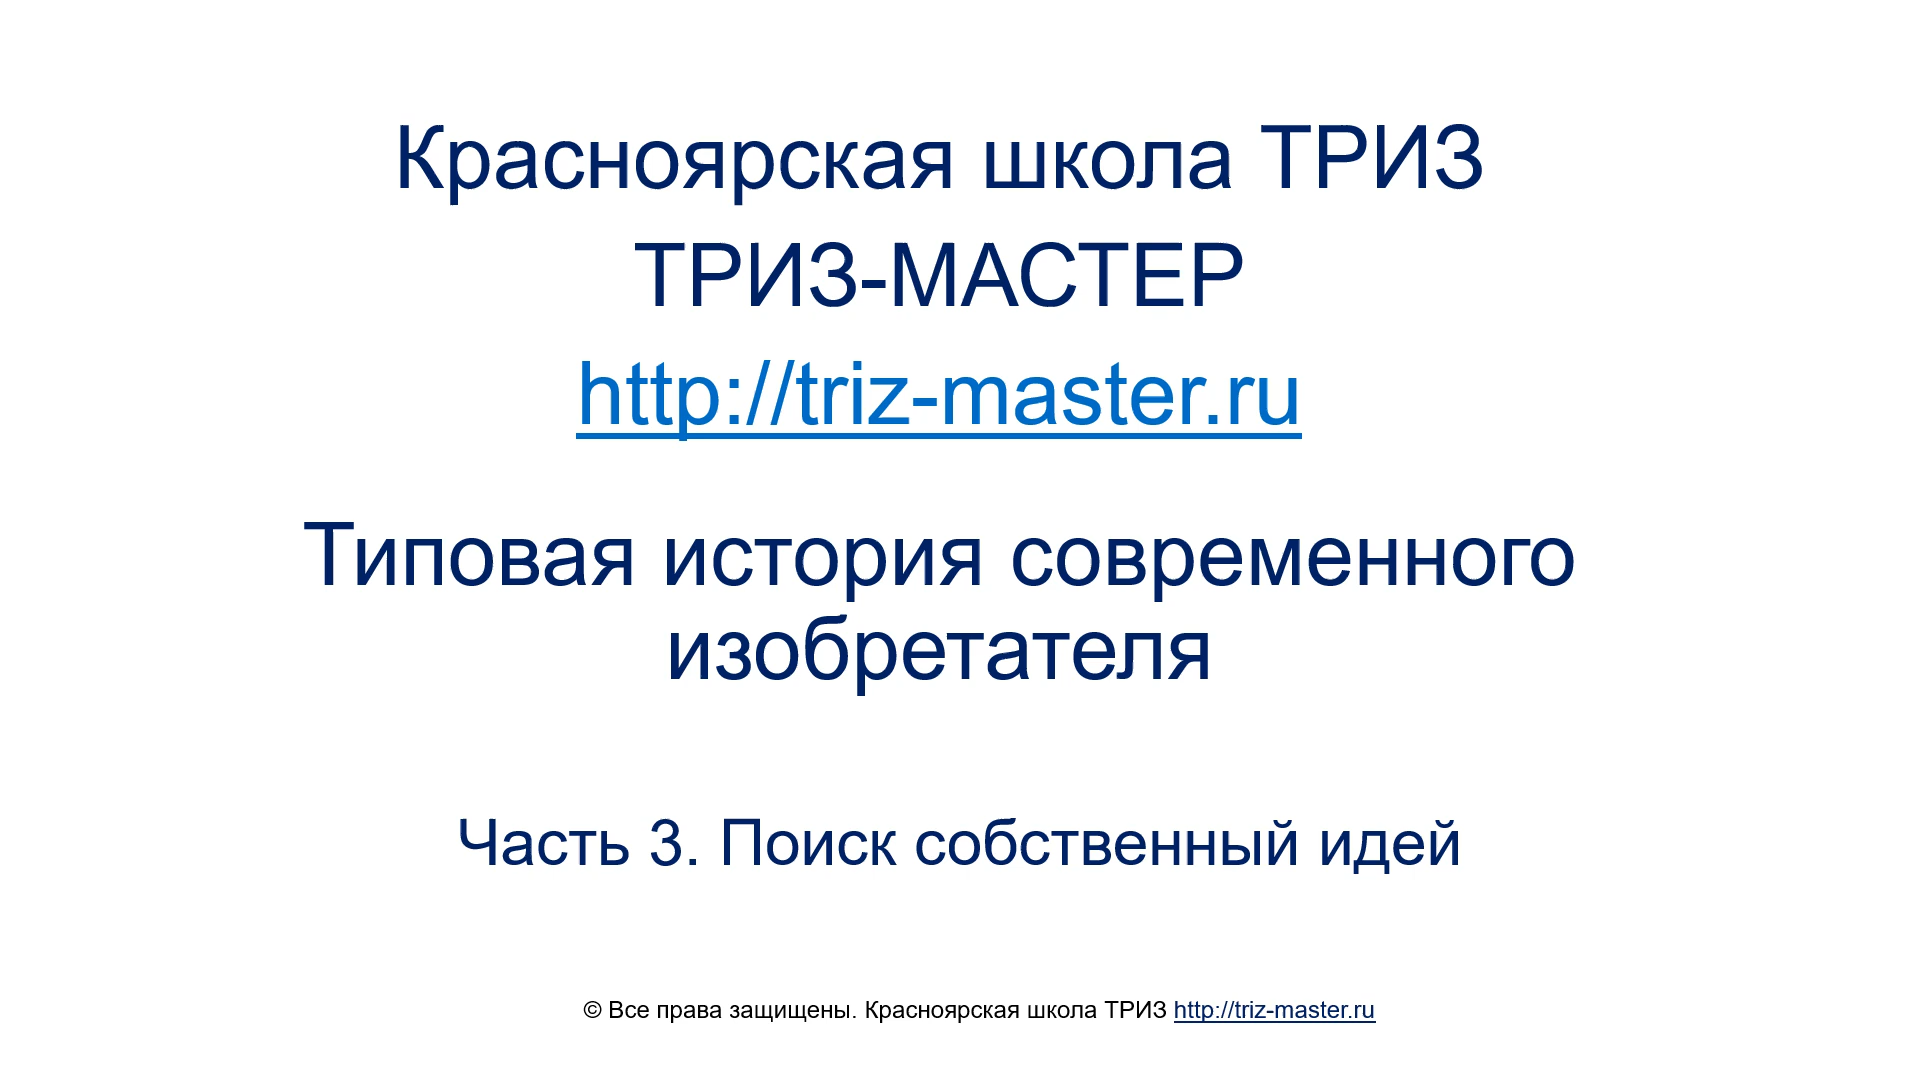 Красноярская школа ТРИЗ
ТРИЗ-МАСТЕР
http://triz-master.ru
Типовая история современного
изобретателя
Часть 3. Поиск собственный идей
© Все права защищены. Красноярская школа ТРИЗ http://triz-master.ru